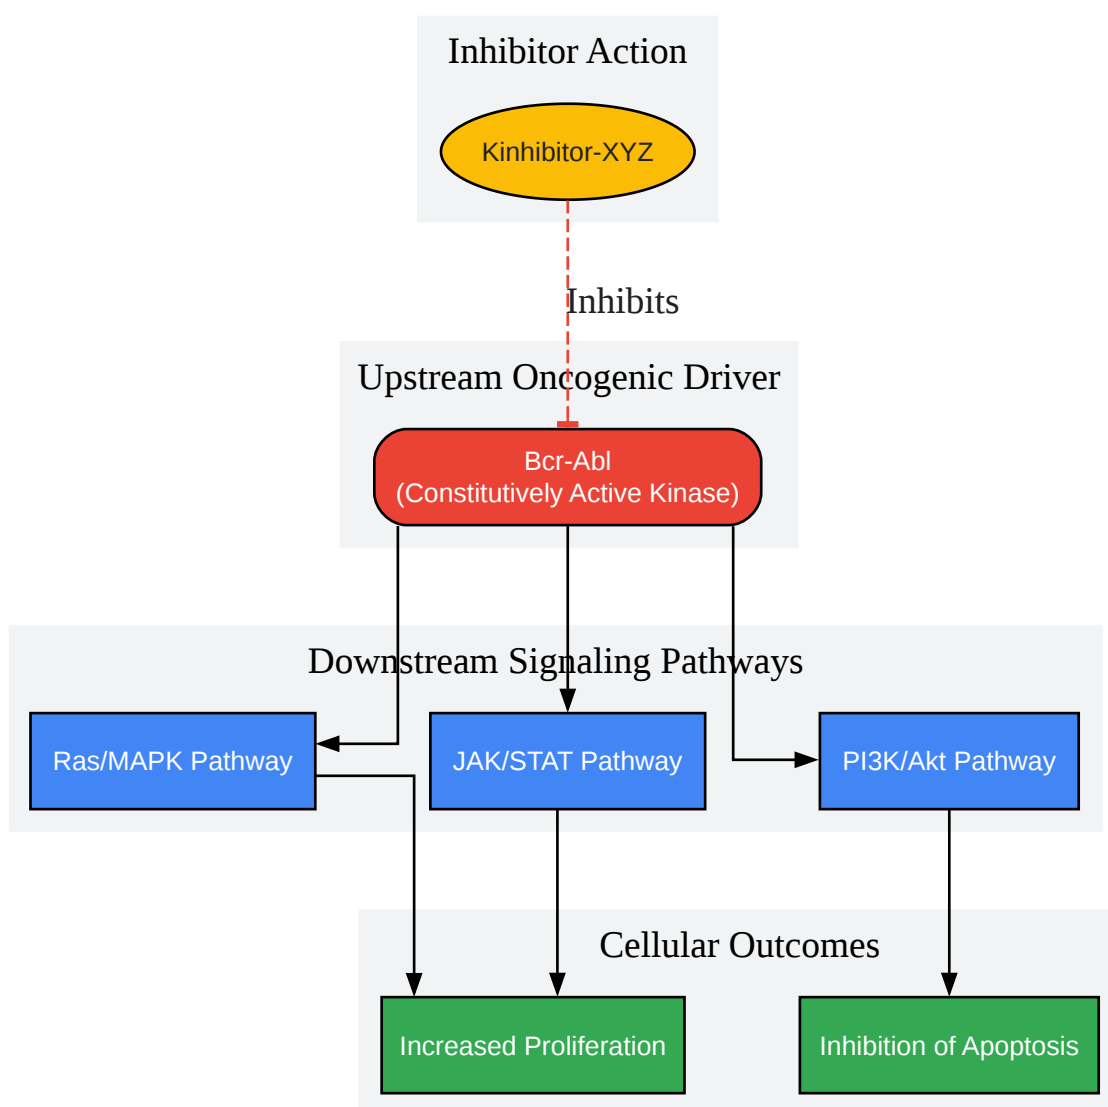 Inhibitor Action
Kinhibitor-XYZ
Inhibits
Upstream Oncogenic Driver
Bcr-Abl
(Constitutively Active Kinase)
Downstream Signaling Pathways
Ras/MAPK Pathway
JAK/STAT Pathway
PI3K/Akt Pathway
Cellular Outcomes
Increased Proliferation
Inhibition of Apoptosis